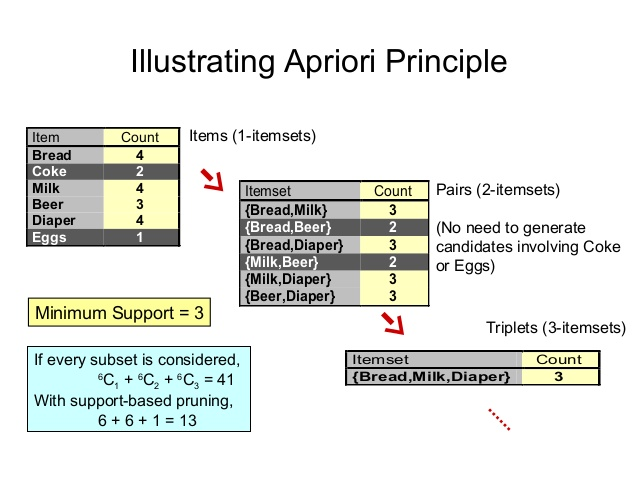 Illustrating Apriori Principle
Item Count
Bread 4
Coke 2
Milk 4
Beer 3
Diaper 4
Eggs 1
Items (1-itemsets)
Itemset Count
{Bread,Milk} 3
{Bread,Beer} 2
{Bread,Diaper} 3
{Milk,Beer} 2
{Milk,Diaper} 3
{Beer,Diaper} 3
Pairs (2-itemsets)
(No need to generate
candidates involving Coke
or Eggs)
Minimum Support = 3
Triplets (3-itemsets)
Itemset Count
{Bread,Milk,Diaper} 3
If every subset is considered,
⁶C₁ + ⁶C₂ + ⁶C₃ = 41
With support-based pruning,
6 + 6 + 1 = 13